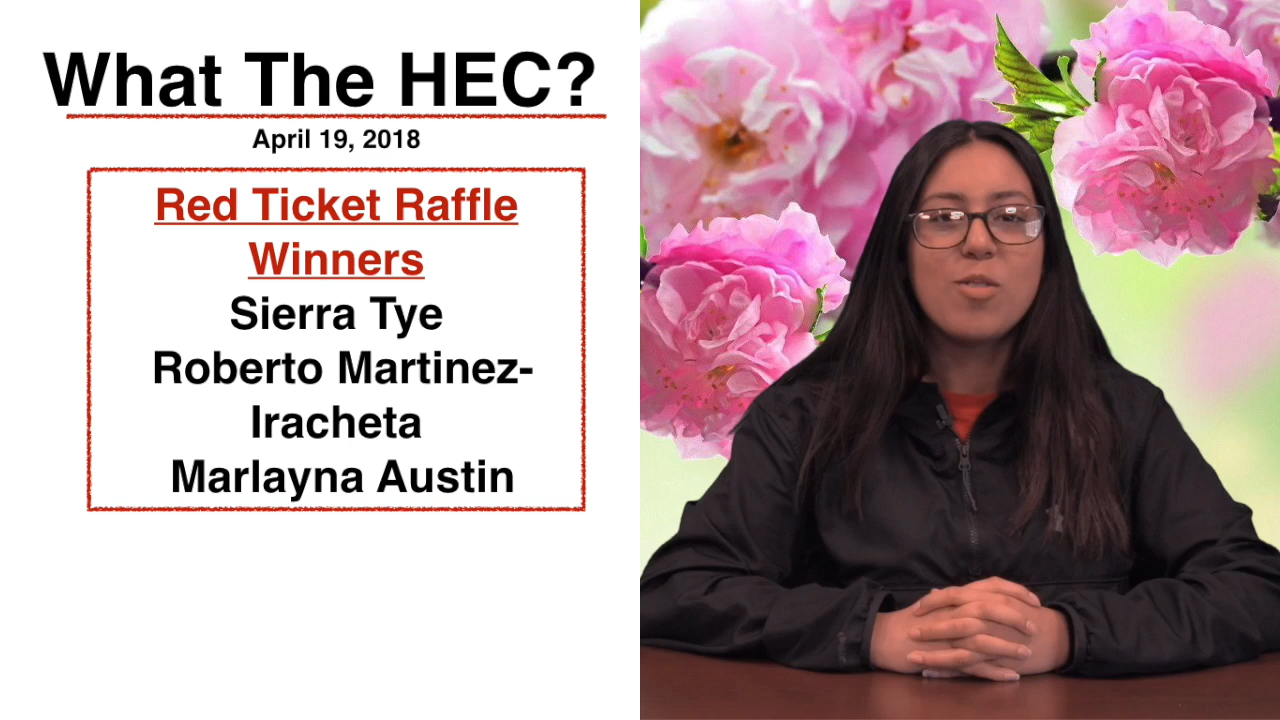 What The HEC?
April 19, 2018
Red Ticket Raffle
Winners
Sierra Tye
Roberto Martinez-
Iracheta
Marlayna Austin